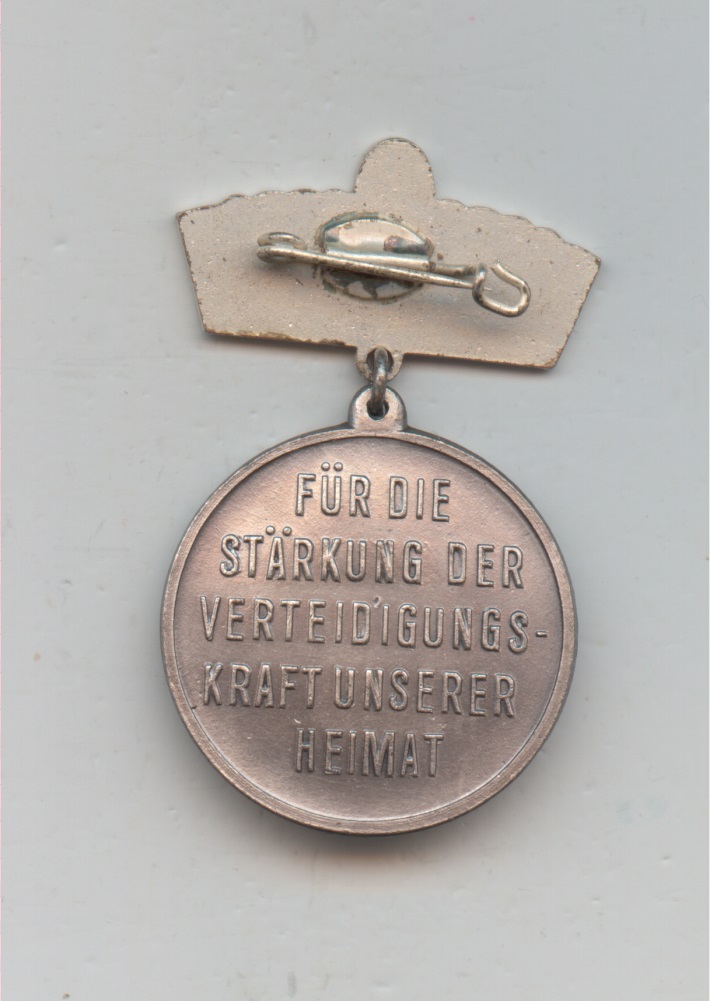 FÜR DIE
STÄRKUNG DER
VERTEIDIGUNGS-
KRAFT UNSERER
HEIMAT